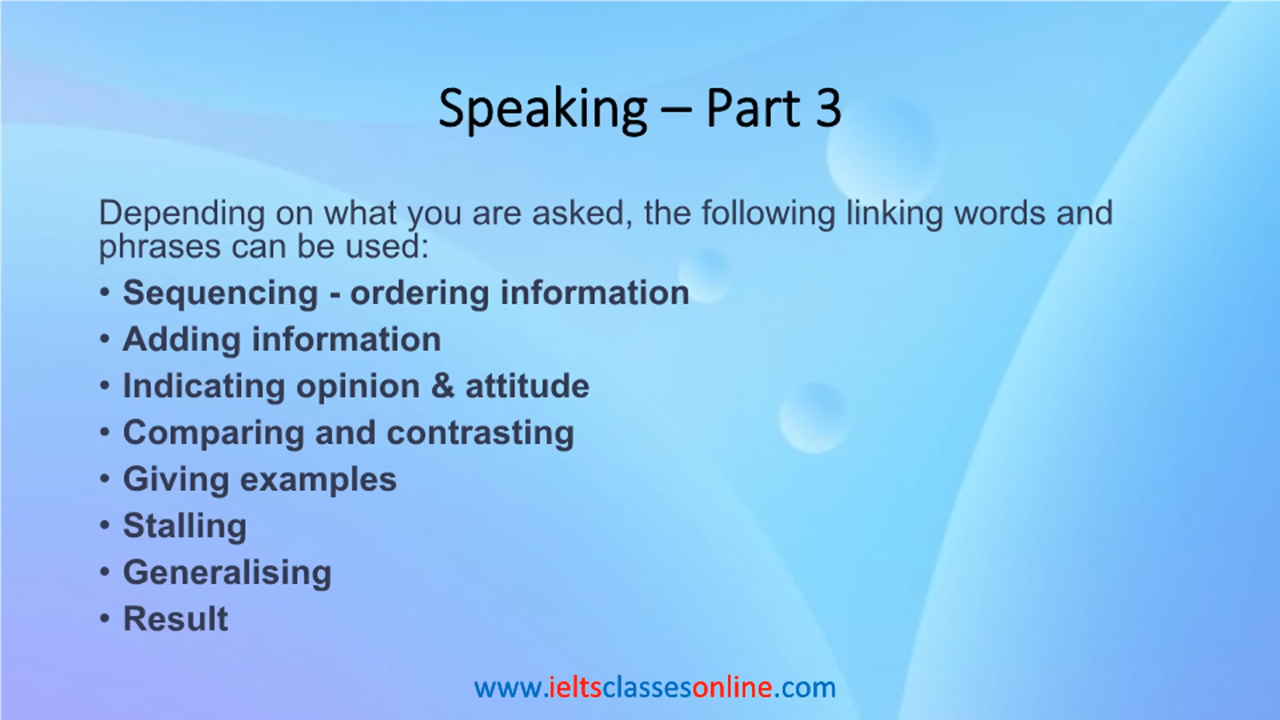 Speaking – Part 3
Depending on what you are asked, the following linking words and
phrases can be used:
• Sequencing - ordering information
• Adding information
• Indicating opinion & attitude
• Comparing and contrasting
• Giving examples
• Stalling
• Generalising
• Result
www.ieltsclassesonline.com